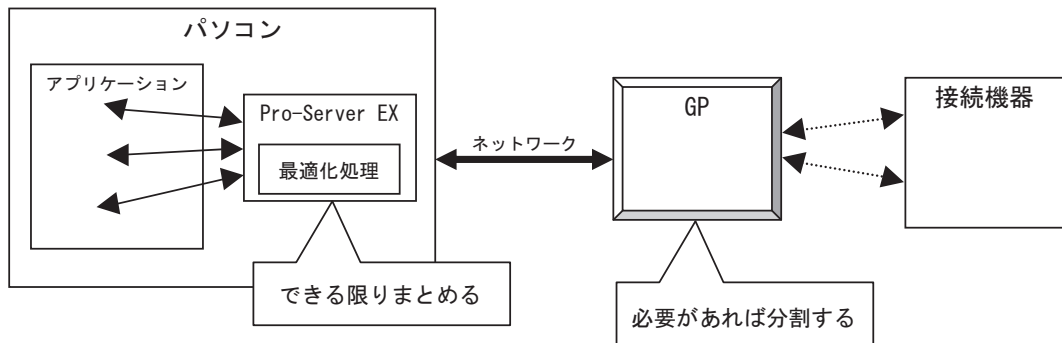 パソコン
アプリケーション
Pro-Server EX
最適化処理
ネットワーク
GP
接続機器
できる限りまとめる
必要があれば分割する